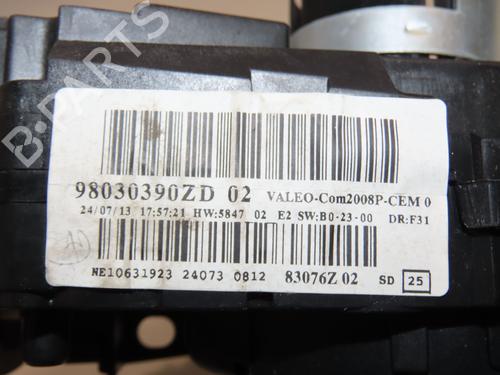 B-PARTS
98030390ZD 02 VALEO-Com2008P-CEM 0
24/07/13 17:57:21 HW:5847 02 E2 SW:B0-23-00 DR:F31
NE10631923 24073 0812 83076Z 02 SD 25